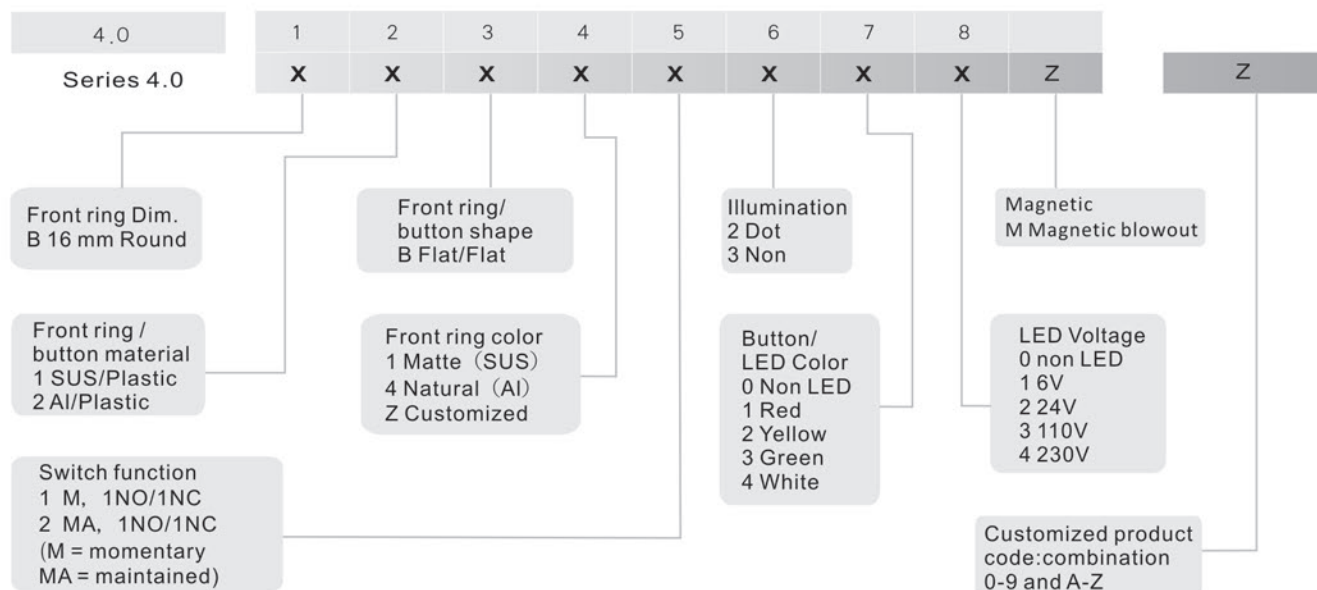 4.0 1 2 3 4 5 6 7 8
Series 4.0 X X X X X X X X Z Z
Front ring Dim.
B 16 mm Round
Front ring/
button shape
B Flat/Flat
Illumination
2 Dot
3 Non
Magnetic
M Magnetic blowout
Front ring /
button material
1 SUS/Plastic
2 Al/Plastic
Front ring color
1 Matte（SUS）
4 Natural（Al）
Z Customized
Button/
LED Color
0 Non LED
1 Red
2 Yellow
3 Green
4 White
LED Voltage
0 non LED
1 6V
2 24V
3 110V
4 230V
Switch function
1 M, 1NO/1NC
2 MA, 1NO/1NC
(M = momentary
MA = maintained)
Customized product
code:combination
0-9 and A-Z